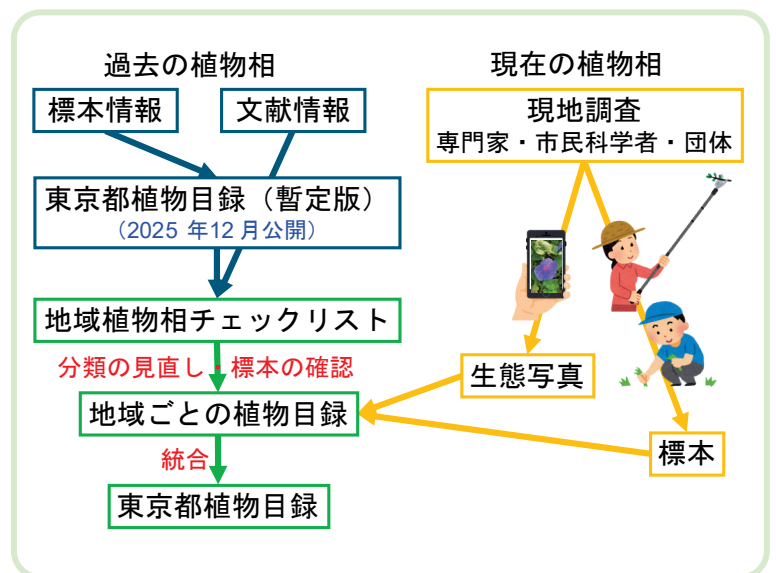 過去の植物相
標本情報
文献情報
東京都植物目録（暫定版）
（2025 年12 月公開）
地域植物相チェックリスト
分類の見直し・標本の確認
地域ごとの植物目録
統合
東京都植物目録
現在の植物相
現地調査
専門家・市民科学者・団体
生態写真
標本